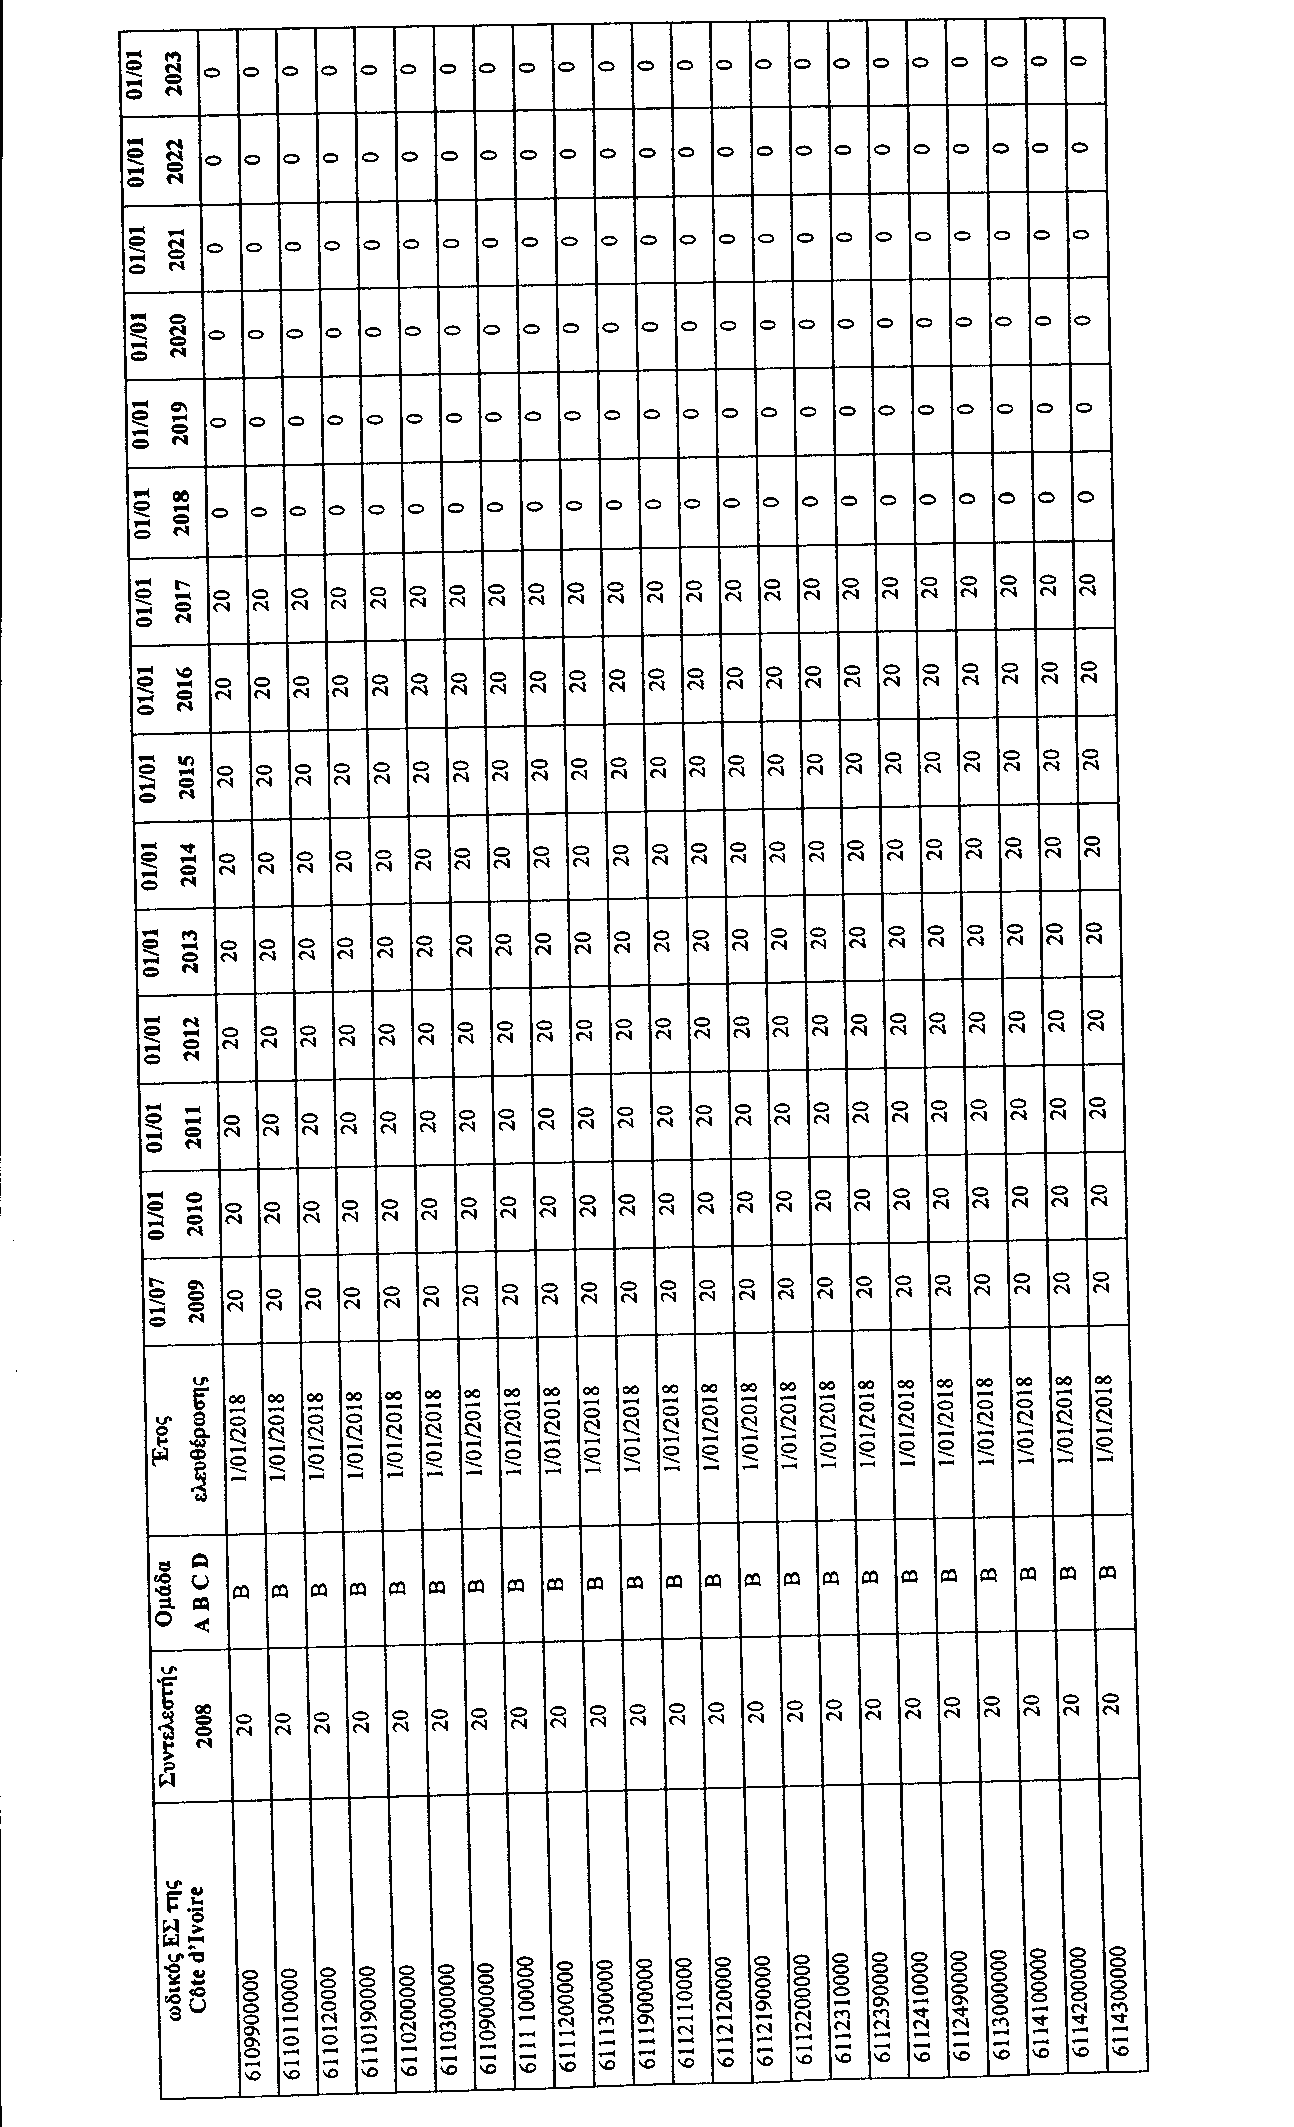 ωδικός ΕΣ της Συντελεστής Ομάδα Έτος 01/07 01/01 01/01 01/01 01/01 01/01 01/01 01/01 01/01 01/01 01/01 01/01 01/01 01/01 01/01
Côte d'Ivoire 2008 A B C D ελευθέρωσης 2009 2010 2011 2012 2013 2014 2015 2016 2017 2018 2019 2020 2021 2022 2023
6109900000 20 B 1/01/2018 20 20 20 20 20 20 20 20 20 0 0 0 0 0 0
6110110000 20 B 1/01/2018 20 20 20 20 20 20 20 20 20 0 0 0 0 0 0
6110120000 20 B 1/01/2018 20 20 20 20 20 20 20 20 20 0 0 0 0 0 0
6110190000 20 B 1/01/2018 20 20 20 20 20 20 20 20 20 0 0 0 0 0 0
6110200000 20 B 1/01/2018 20 20 20 20 20 20 20 20 20 0 0 0 0 0 0
6110300000 20 B 1/01/2018 20 20 20 20 20 20 20 20 20 0 0 0 0 0 0
6110900000 20 B 1/01/2018 20 20 20 20 20 20 20 20 20 0 0 0 0 0 0
6111 100000 20 B 1/01/2018 20 20 20 20 20 20 20 20 20 0 0 0 0 0 0
6111200000 20 B 1/01/2018 20 20 20 20 20 20 20 20 20 0 0 0 0 0 0
6111300000 20 B 1/01/2018 20 20 20 20 20 20 20 20 20 0 0 0 0 0 0
6111900000 20 B 1/01/2018 20 20 20 20 20 20 20 20 20 0 0 0 0 0 0
6112110000 20 B 1/01/2018 20 20 20 20 20 20 20 20 20 0 0 0 0 0 0
6112120000 20 B 1/01/2018 20 20 20 20 20 20 20 20 20 0 0 0 0 0 0
6112190000 20 B 1/01/2018 20 20 20 20 20 20 20 20 20 0 0 0 0 0 0
6112200000 20 B 1/01/2018 20 20 20 20 20 20 20 20 20 0 0 0 0 0 0
6112310000 20 B 1/01/2018 20 20 20 20 20 20 20 20 20 0 0 0 0 0 0
6112390000 20 B 1/01/2018 20 20 20 20 20 20 20 20 20 0 0 0 0 0 0
6112410000 20 B 1/01/2018 20 20 20 20 20 20 20 20 20 0 0 0 0 0 0
6112490000 20 B 1/01/2018 20 20 20 20 20 20 20 20 20 0 0 0 0 0 0
6113000000 20 B 1/01/2018 20 20 20 20 20 20 20 20 20 0 0 0 0 0 0
6114100000 20 B 1/01/2018 20 20 20 20 20 20 20 20 20 0 0 0 0 0 0
6114200000 20 B 1/01/2018 20 20 20 20 20 20 20 20 20 0 0 0 0 0 0
6114300000 20 B 1/01/2018 20 20 20 20 20 20 20 20 20 0 0 0 0 0 0